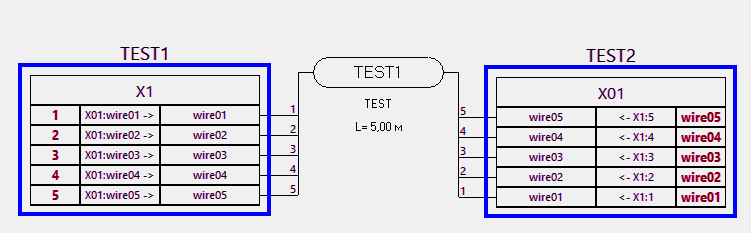 TEST1
X1
1 X01:wire01 -> wire01 1
2 X01:wire02 -> wire02 2
3 X01:wire03 -> wire03 3
4 X01:wire04 -> wire04 4
5 X01:wire05 -> wire05 5
TEST1
TEST
L= 5,00 м
TEST2
X01
5 wire05 <- X1:5 wire05
4 wire04 <- X1:4 wire04
3 wire03 <- X1:3 wire03
2 wire02 <- X1:2 wire02
1 wire01 <- X1:1 wire01